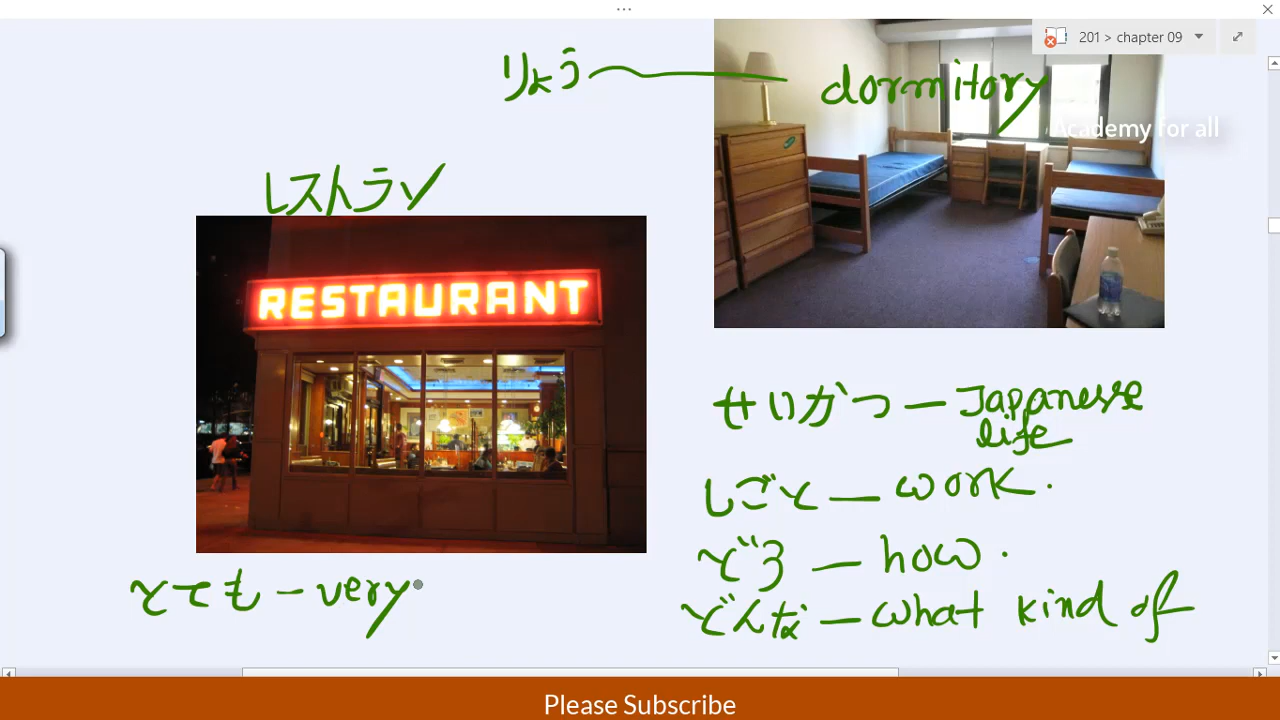 201 > chapter 09
りょう — dormitory
Academy for all
レストラン
RESTAURANT
せいかつ — Japanese
life
しごと — work.
どう — how.
とても — very
どんな — what kind of
Please Subscribe